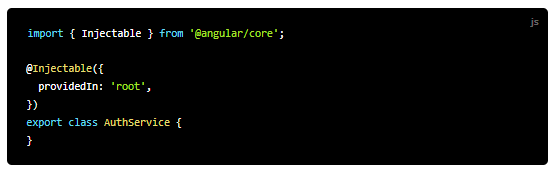 js
import { Injectable } from '@angular/core';
@Injectable({
  providedIn: 'root',
})
export class AuthService {
}